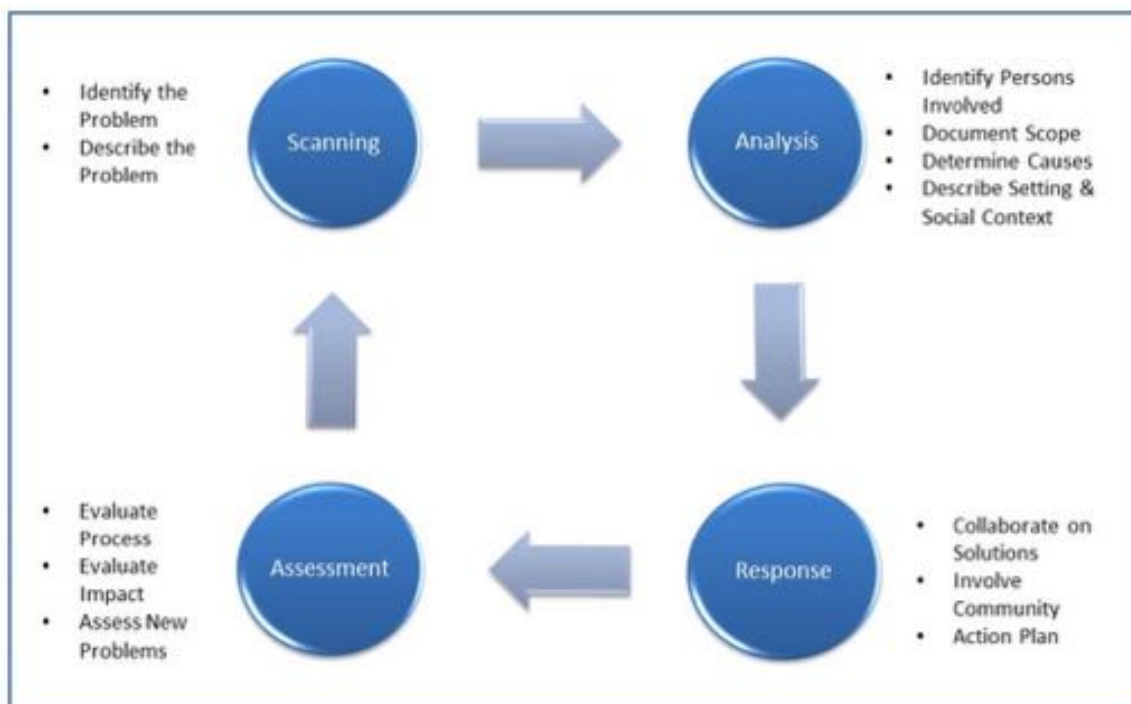 • Identify the
Problem
• Describe the
Problem
Scanning
Analysis
• Identify Persons
Involved
• Document Scope
• Determine Causes
• Describe Setting &
Social Context
• Evaluate
Process
• Evaluate
Impact
• Assess New
Problems
Assessment
Response
• Collaborate on
Solutions
• Involve
Community
• Action Plan